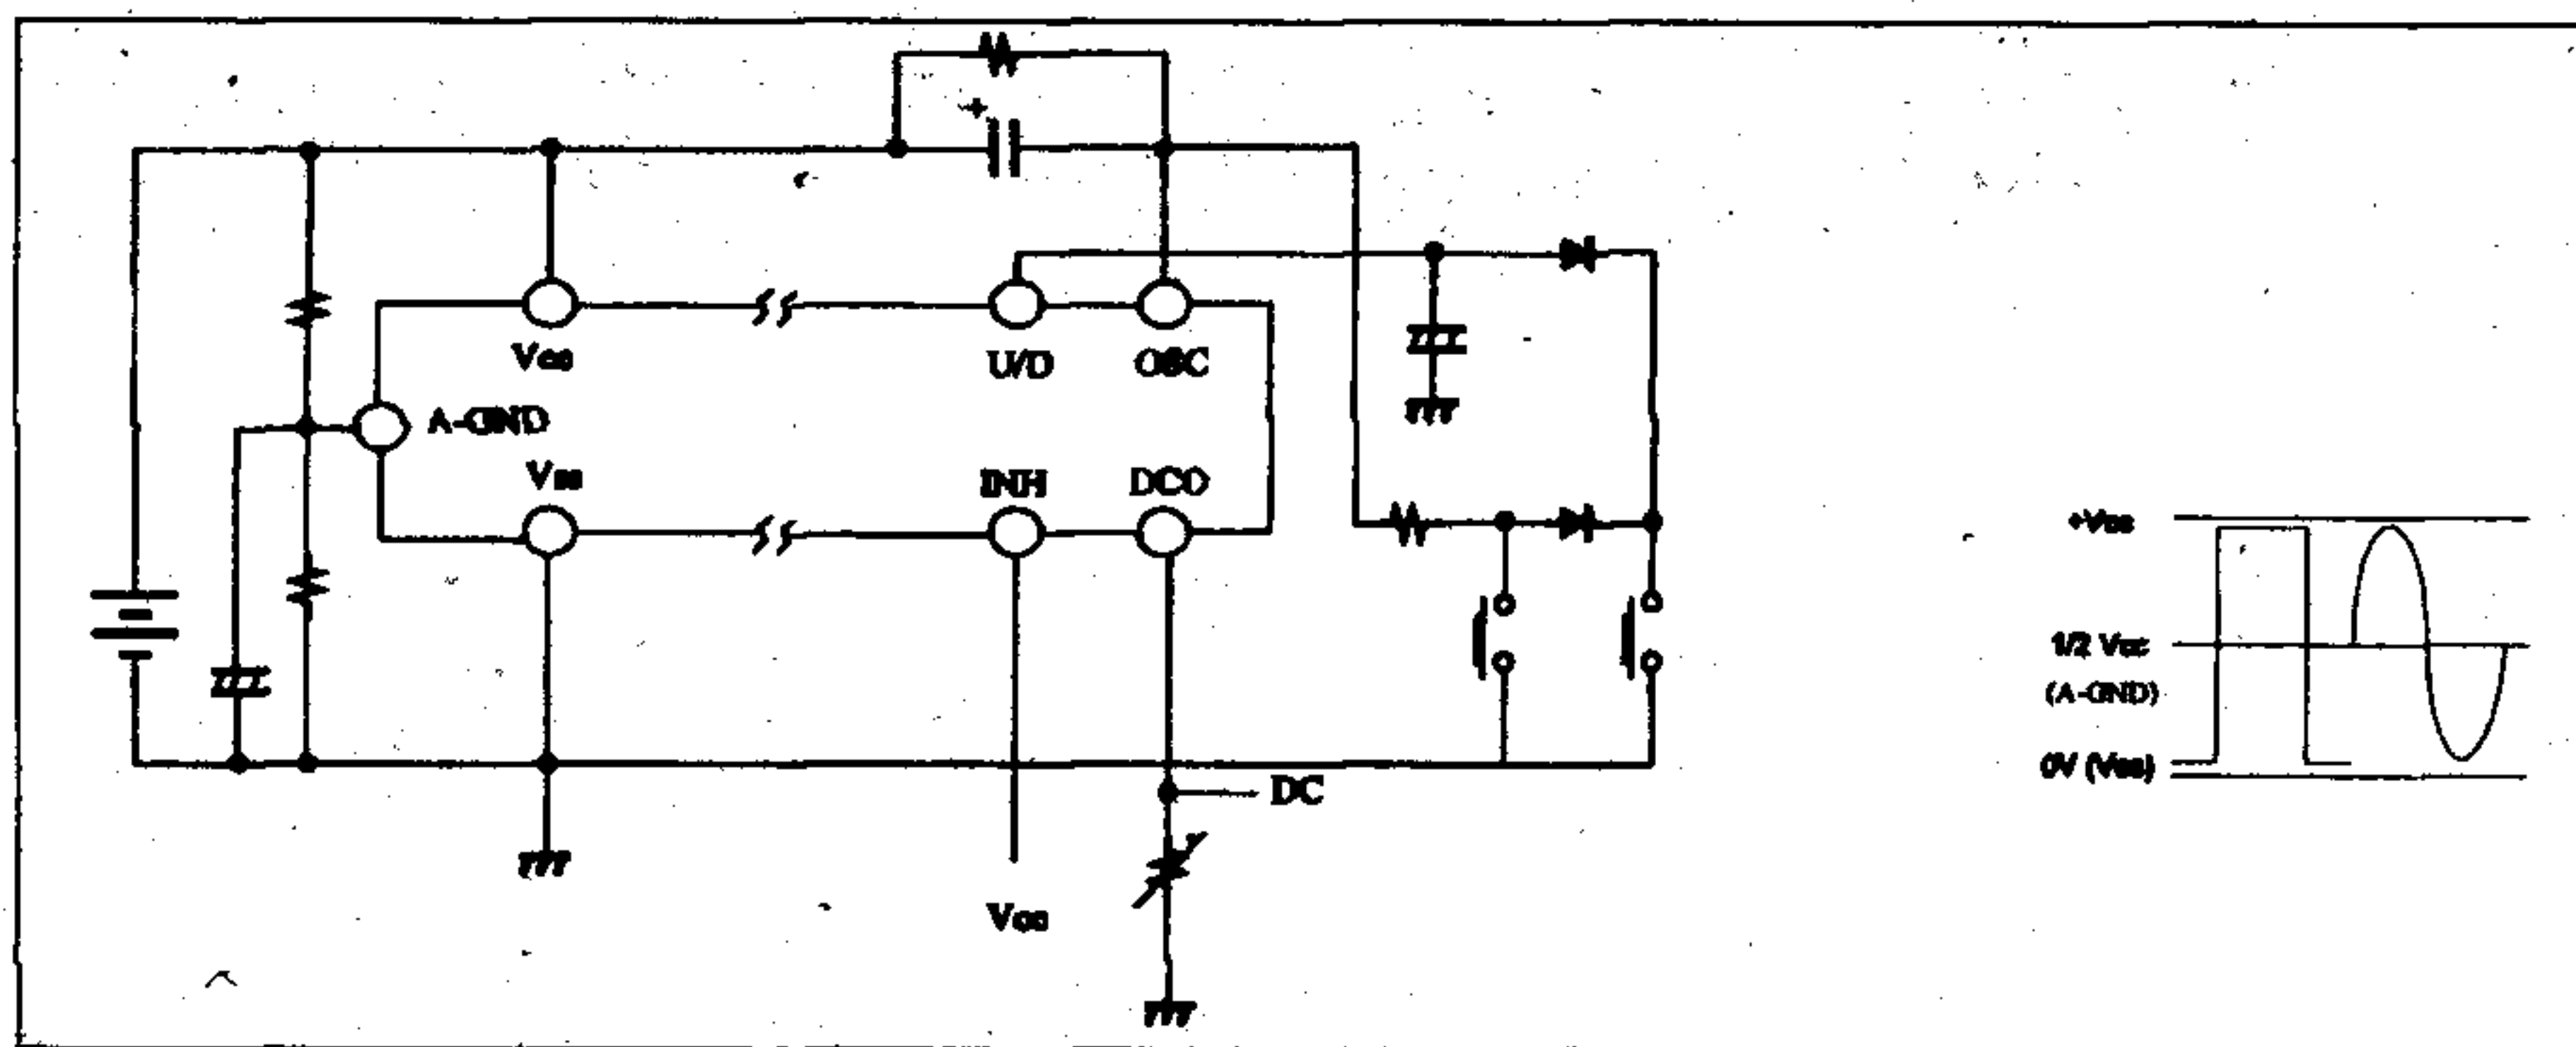 +
Vcc
U/D
OSC
A-GND
Vss
INH
DCO
+Vcc
1/2 Vcc
(A-GND)
0V (Vss)
DC
Vcc